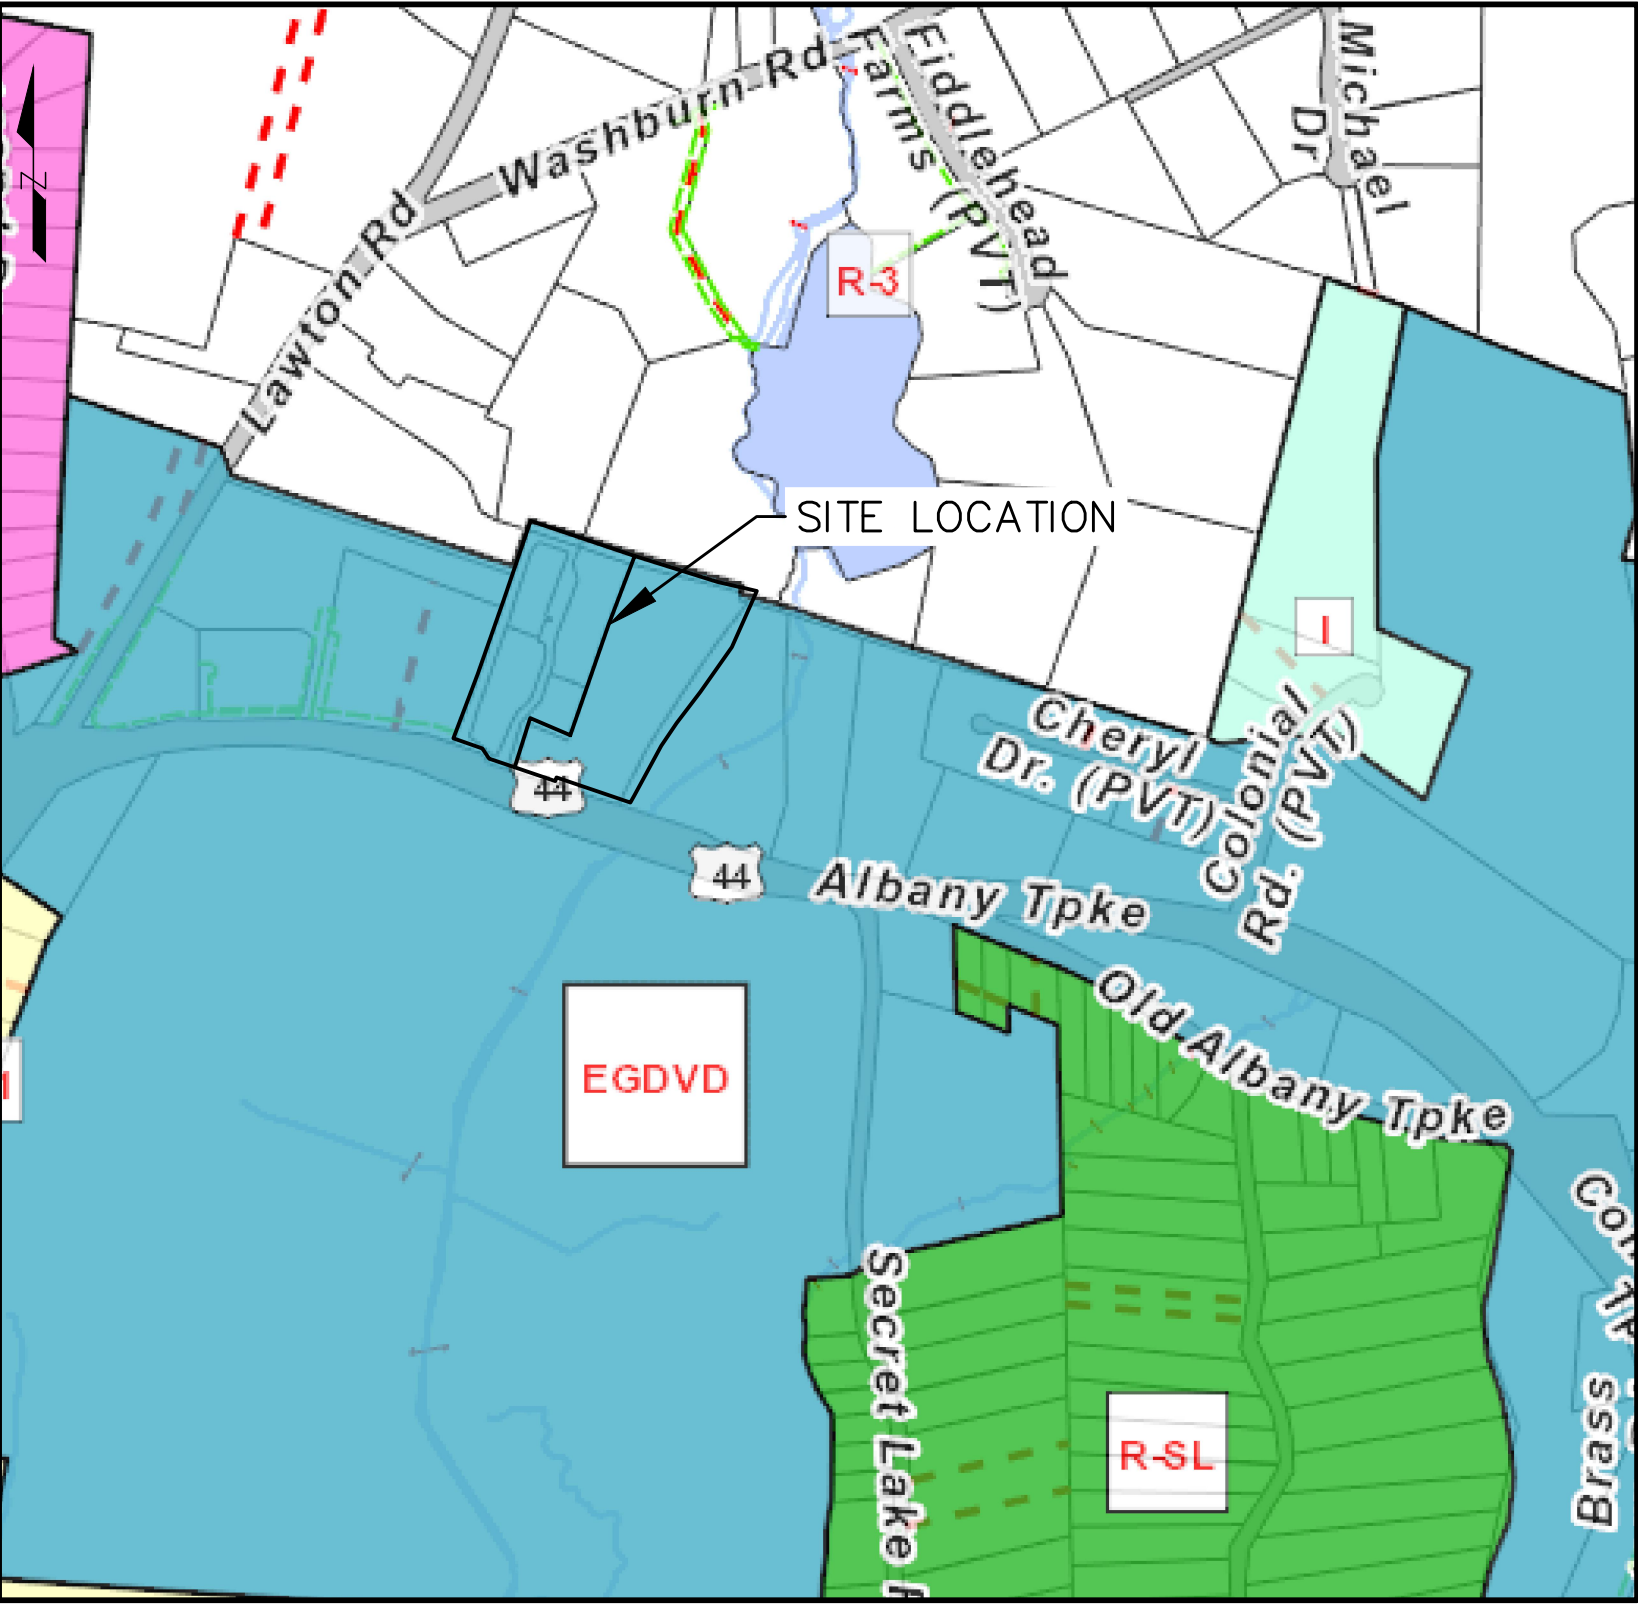 Michael
Dr
Fiddlehead
Farms (PVT)
Washburn Rd
N
Lawton Rd
R-3
SITE LOCATION
I
Cheryl
Dr. (PVT)
Colonial
Rd. (PVT)
44
44
Albany Tpke
Old Albany Tpke
EGDVD
Secret Lake
R-SL
Brass